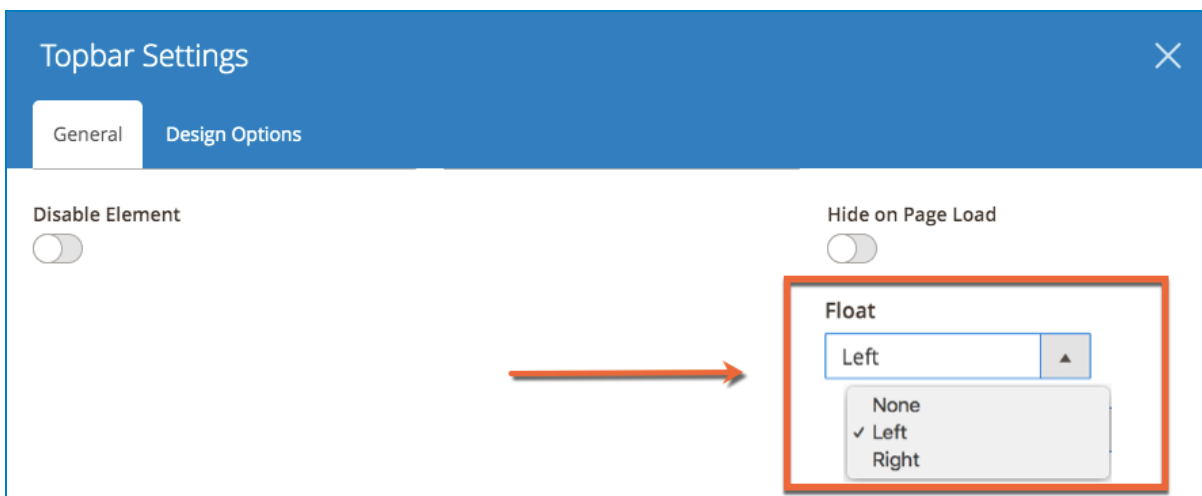 Topbar Settings
General Design Options
Disable Element Hide on Page Load
Float
Left
None
✓ Left
Right